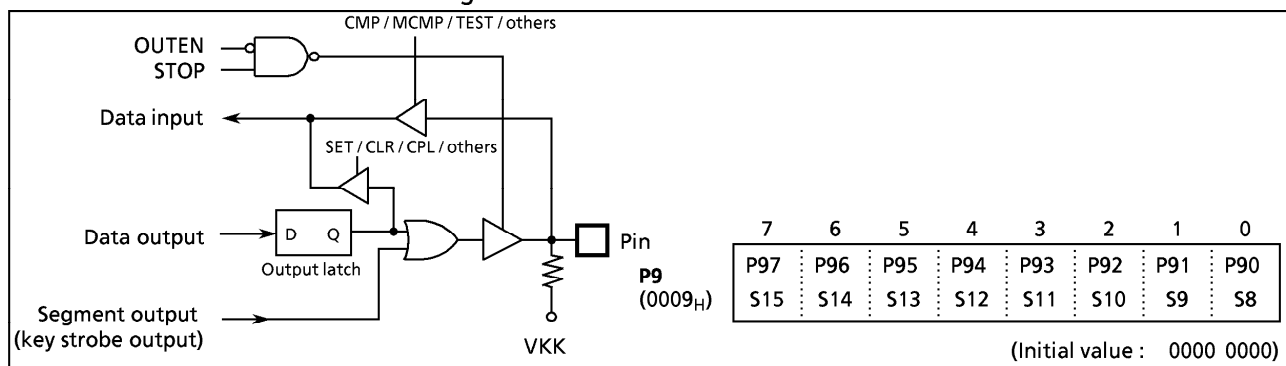 CMP / MCMP / TEST / others
OUTEN
STOP
Data input
SET / CLR / CPL / others
Data output
D Q
Output latch
Pin
Segment output
(key strobe output)
VKK
P9
(0009H)
7 6 5 4 3 2 1 0
P97 P96 P95 P94 P93 P92 P91 P90
S15 S14 S13 S12 S11 S10 S9 S8
(Initial value : 0000 0000)